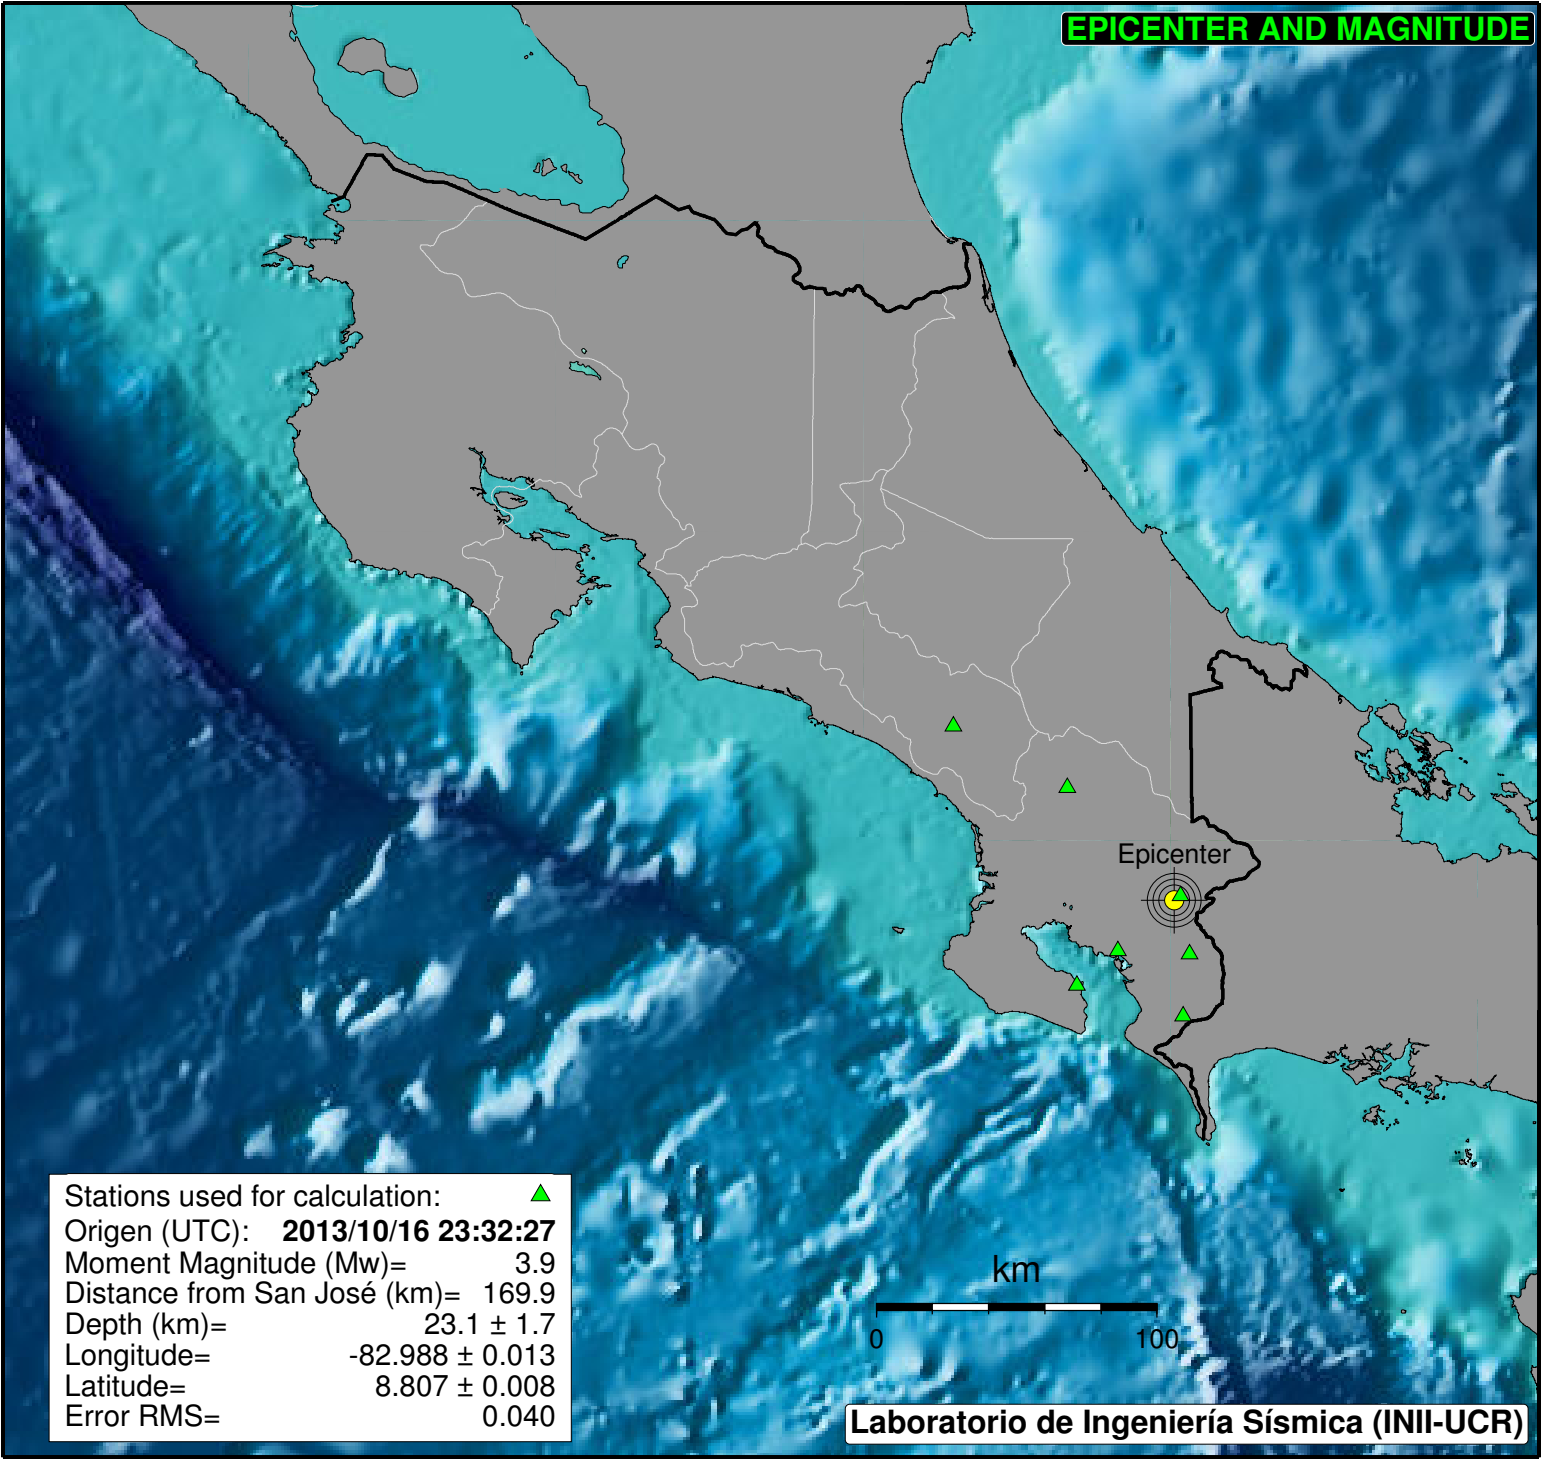 EPICENTER AND MAGNITUDE
Epicenter
Stations used for calculation:
Origen (UTC): 2013/10/16 23:32:27
Moment Magnitude (Mw)= 3.9
Distance from San José (km)= 169.9
Depth (km)= 23.1 ± 1.7
Longitude= -82.988 ± 0.013
Latitude= 8.807 ± 0.008
Error RMS= 0.040
km
0 100
Laboratorio de Ingeniería Sísmica (INII-UCR)